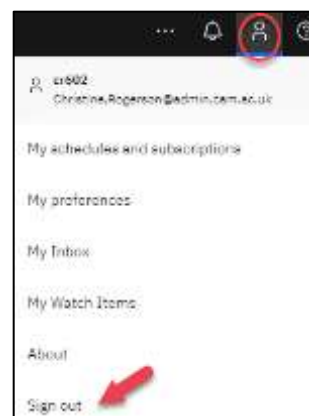 cr602
Christine.Rogerson@admin.cam.ac.uk
My schedules and subscriptions
My preferences
My Inbox
My Watch Items
About
Sign out